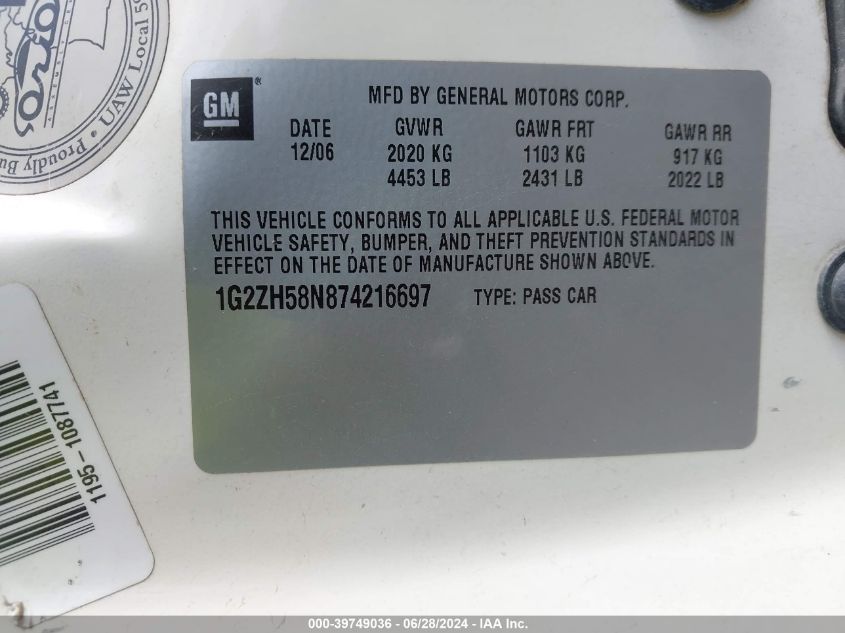 Proudly Bu
UAW Local 59
GM ®
MFD BY GENERAL MOTORS CORP.
DATE GVWR GAWR FRT GAWR RR
12/06 2020 KG 1103 KG 917 KG
4453 LB 2431 LB 2022 LB
THIS VEHICLE CONFORMS TO ALL APPLICABLE U.S. FEDERAL MOTOR
VEHICLE SAFETY, BUMPER, AND THEFT PREVENTION STANDARDS IN
EFFECT ON THE DATE OF MANUFACTURE SHOWN ABOVE.
1G2ZH58N874216697 TYPE: PASS CAR
1195-1087741
000-39749036 - 06/28/2024 - IAA Inc.